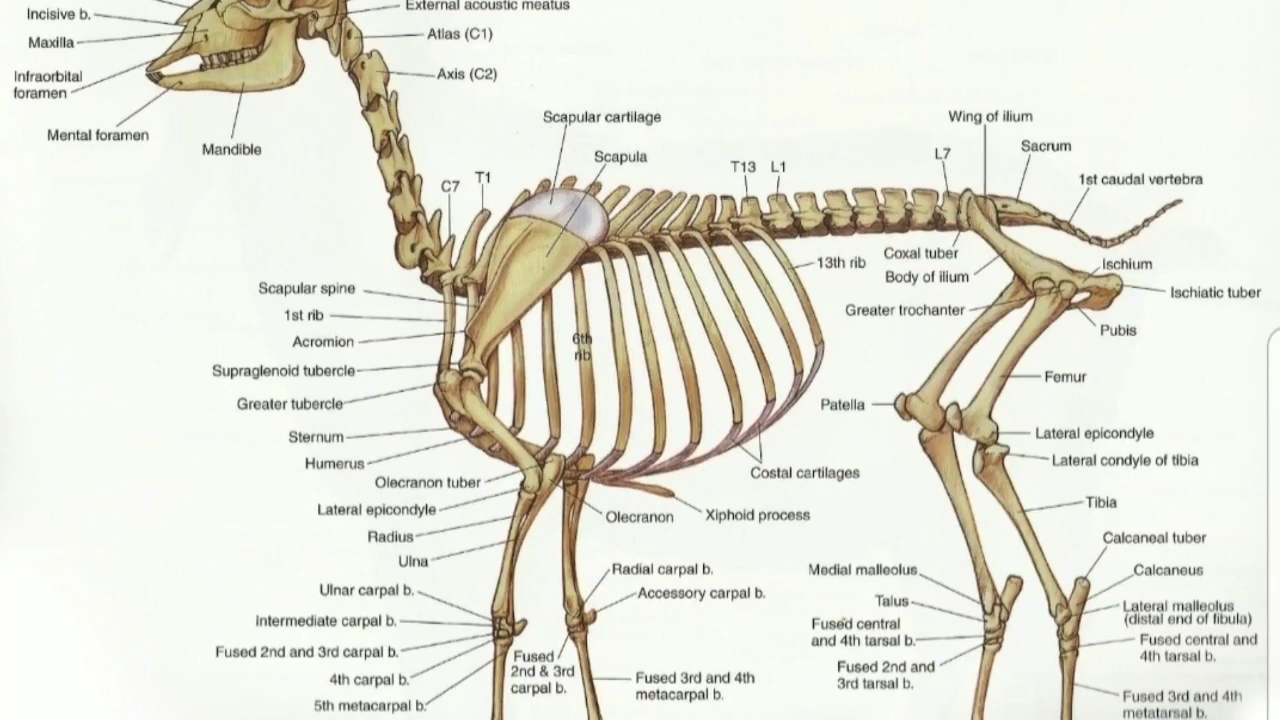 External acoustic meatus
Incisive b.
Maxilla
Infraorbital
foramen
Mental foramen
Mandible
Atlas (C1)
Axis (C2)
Scapular cartilage
Scapula
C7
T1
T13
L1
L7
Wing of ilium
Sacrum
1st caudal vertebra
Scapular spine
1st rib
Acromion
Supraglenoid tubercle
Greater tubercle
Sternum
Humerus
Olecranon tuber
Lateral epicondyle
Radius
Ulna
Ulnar carpal b.
Intermediate carpal b.
Fused 2nd and 3rd carpal b.
4th carpal b.
5th metacarpal b.
6th
rib
13th rib
Coxal tuber
Body of ilium
Greater trochanter
Ischium
Ischiatic tuber
Pubis
Femur
Patella
Lateral epicondyle
Lateral condyle of tibia
Costal cartilages
Olecranon
Xiphoid process
Tibia
Radial carpal b.
Accessory carpal b.
Fused
2nd & 3rd
carpal b.
Fused 3rd and 4th
metacarpal b.
Calcaneal tuber
Calcaneus
Medial malleolus
Talus
Fused central
and 4th tarsal b.
Fused 2nd and
3rd tarsal b.
Lateral malleolus
(distal end of fibula)
Fused central and
4th tarsal b.
Fused 3rd and 4th
metatarsal b.